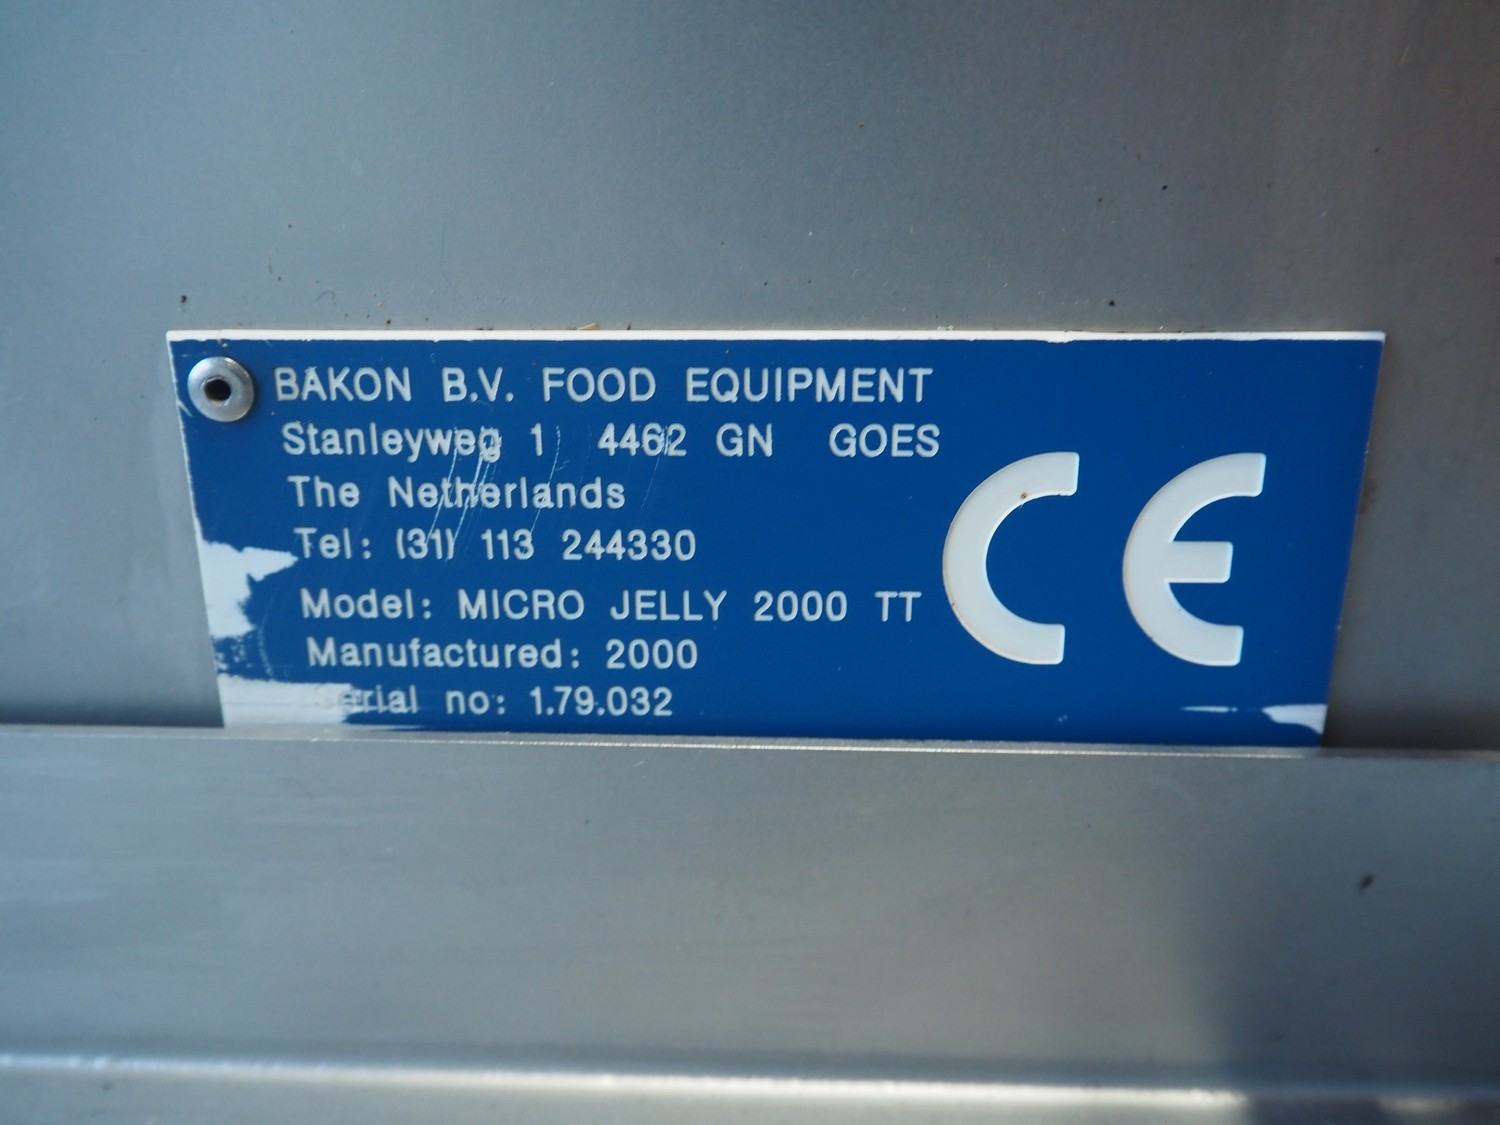 BAKON B.V. FOOD EQUIPMENT
Stanleyweg 1 4462 GN GOES
The Netherlands
Tel: (31) 113 244330
Model: MICRO JELLY 2000 TT
Manufactured: 2000
Serial no: 1.79.032
CE